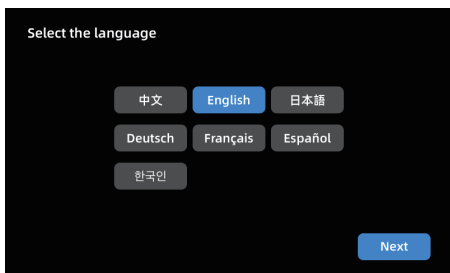 Select the language
中文 English 日本語
Deutsch Français Español
한국인
Next